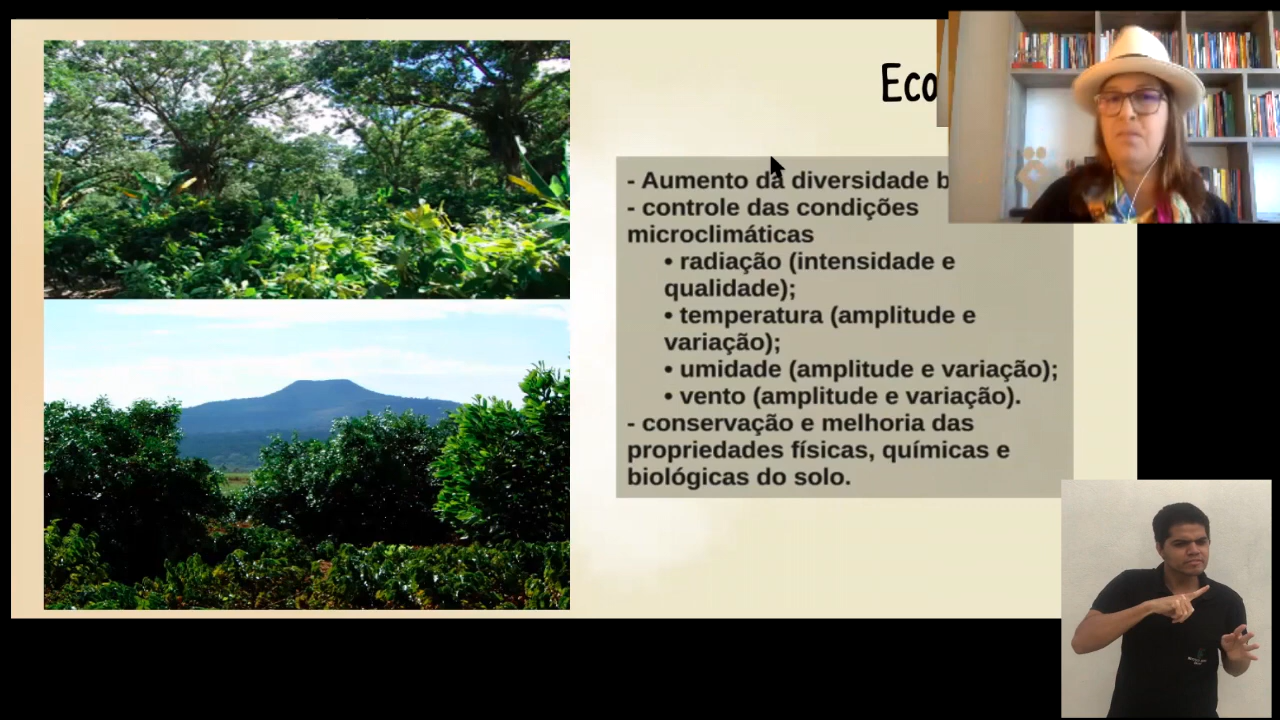 Eco
- Aumento da diversidade b
- controle das condições
microclimáticas
• radiação (intensidade e
qualidade);
• temperatura (amplitude e
variação);
• umidade (amplitude e variação);
• vento (amplitude e variação).
- conservação e melhoria das
propriedades físicas, químicas e
biológicas do solo.